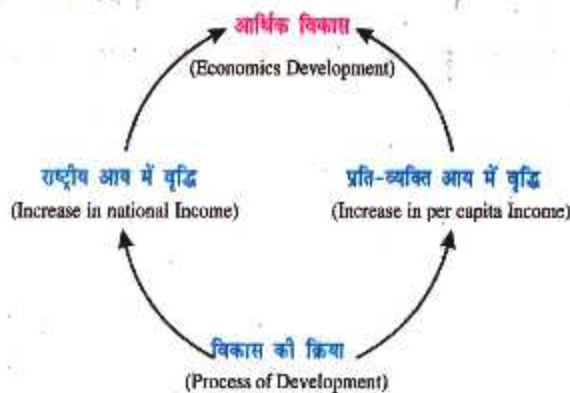 आर्थिक विकास
(Economics Development)
राष्ट्रीय आय में वृद्धि
(Increase in national Income)
प्रति-व्यक्ति आय में वृद्धि
(Increase in per capita Income)
विकास की क्रिया
(Process of Development)